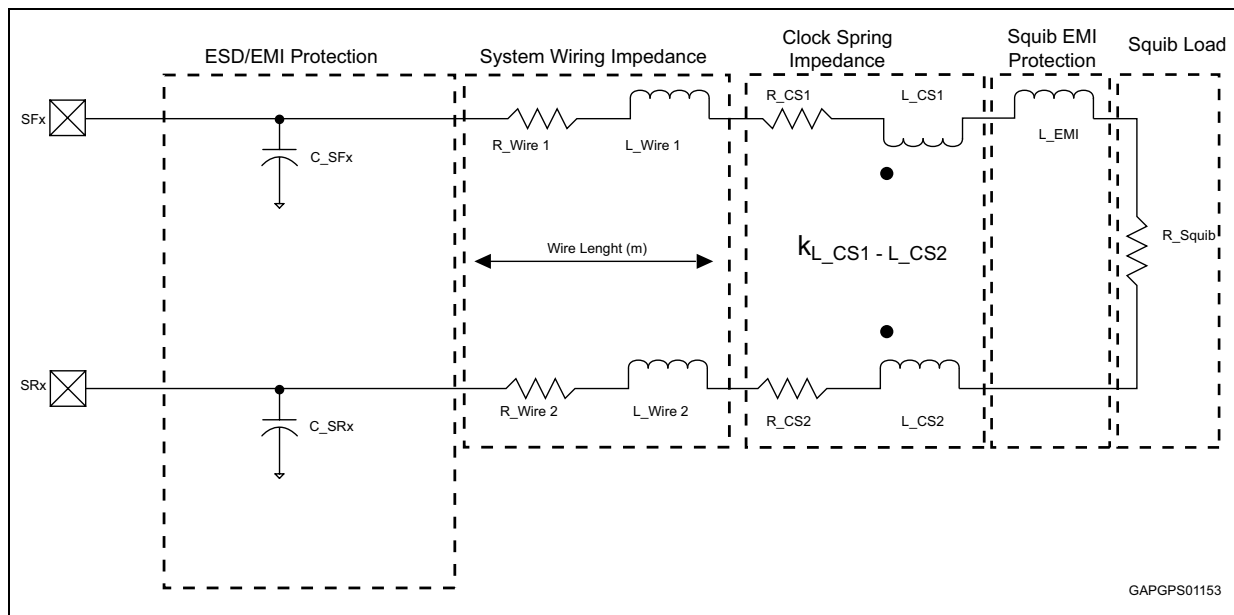 ESD/EMI Protection
System Wiring Impedance
Clock Spring
Impedance
Squib EMI
Protection
Squib Load
SFx
C_SFx
R_Wire 1
L_Wire 1
R_CS1
L_CS1
L_EMI
Wire Lenght (m)
kL_CS1 - L_CS2
R_Squib
SRx
C_SRx
R_Wire 2
L_Wire 2
R_CS2
L_CS2
GAPGPS01153